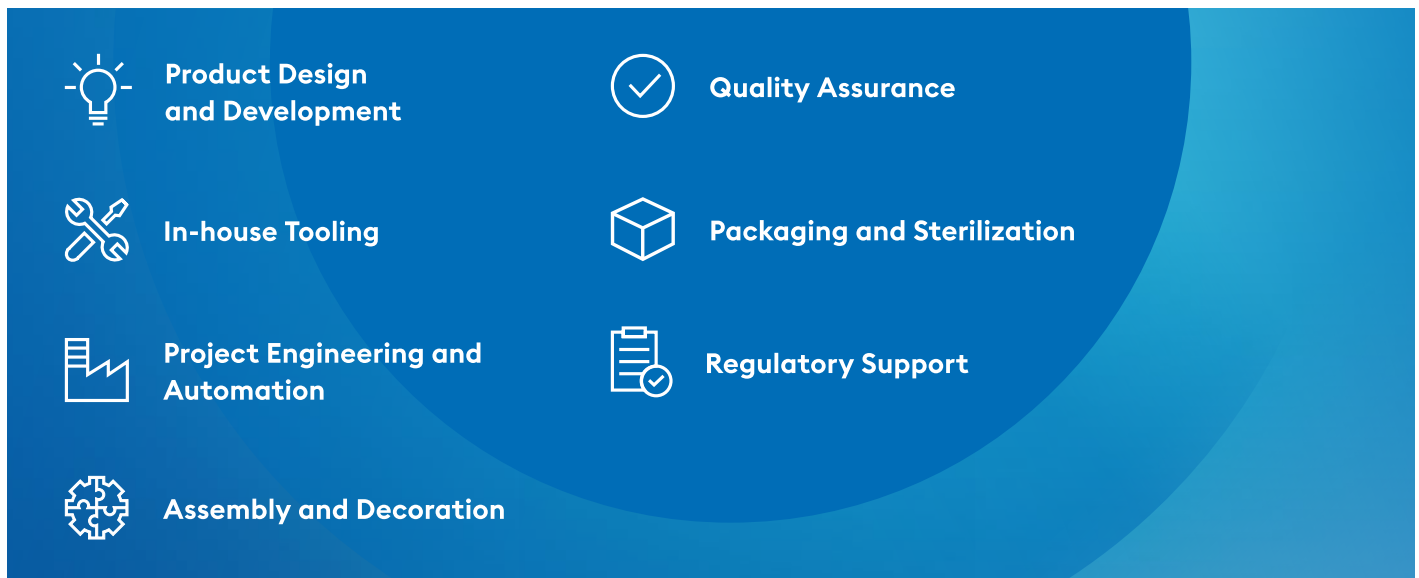 Product Design
and Development
In-house Tooling
Project Engineering and
Automation
Assembly and Decoration
Quality Assurance
Packaging and Sterilization
Regulatory Support